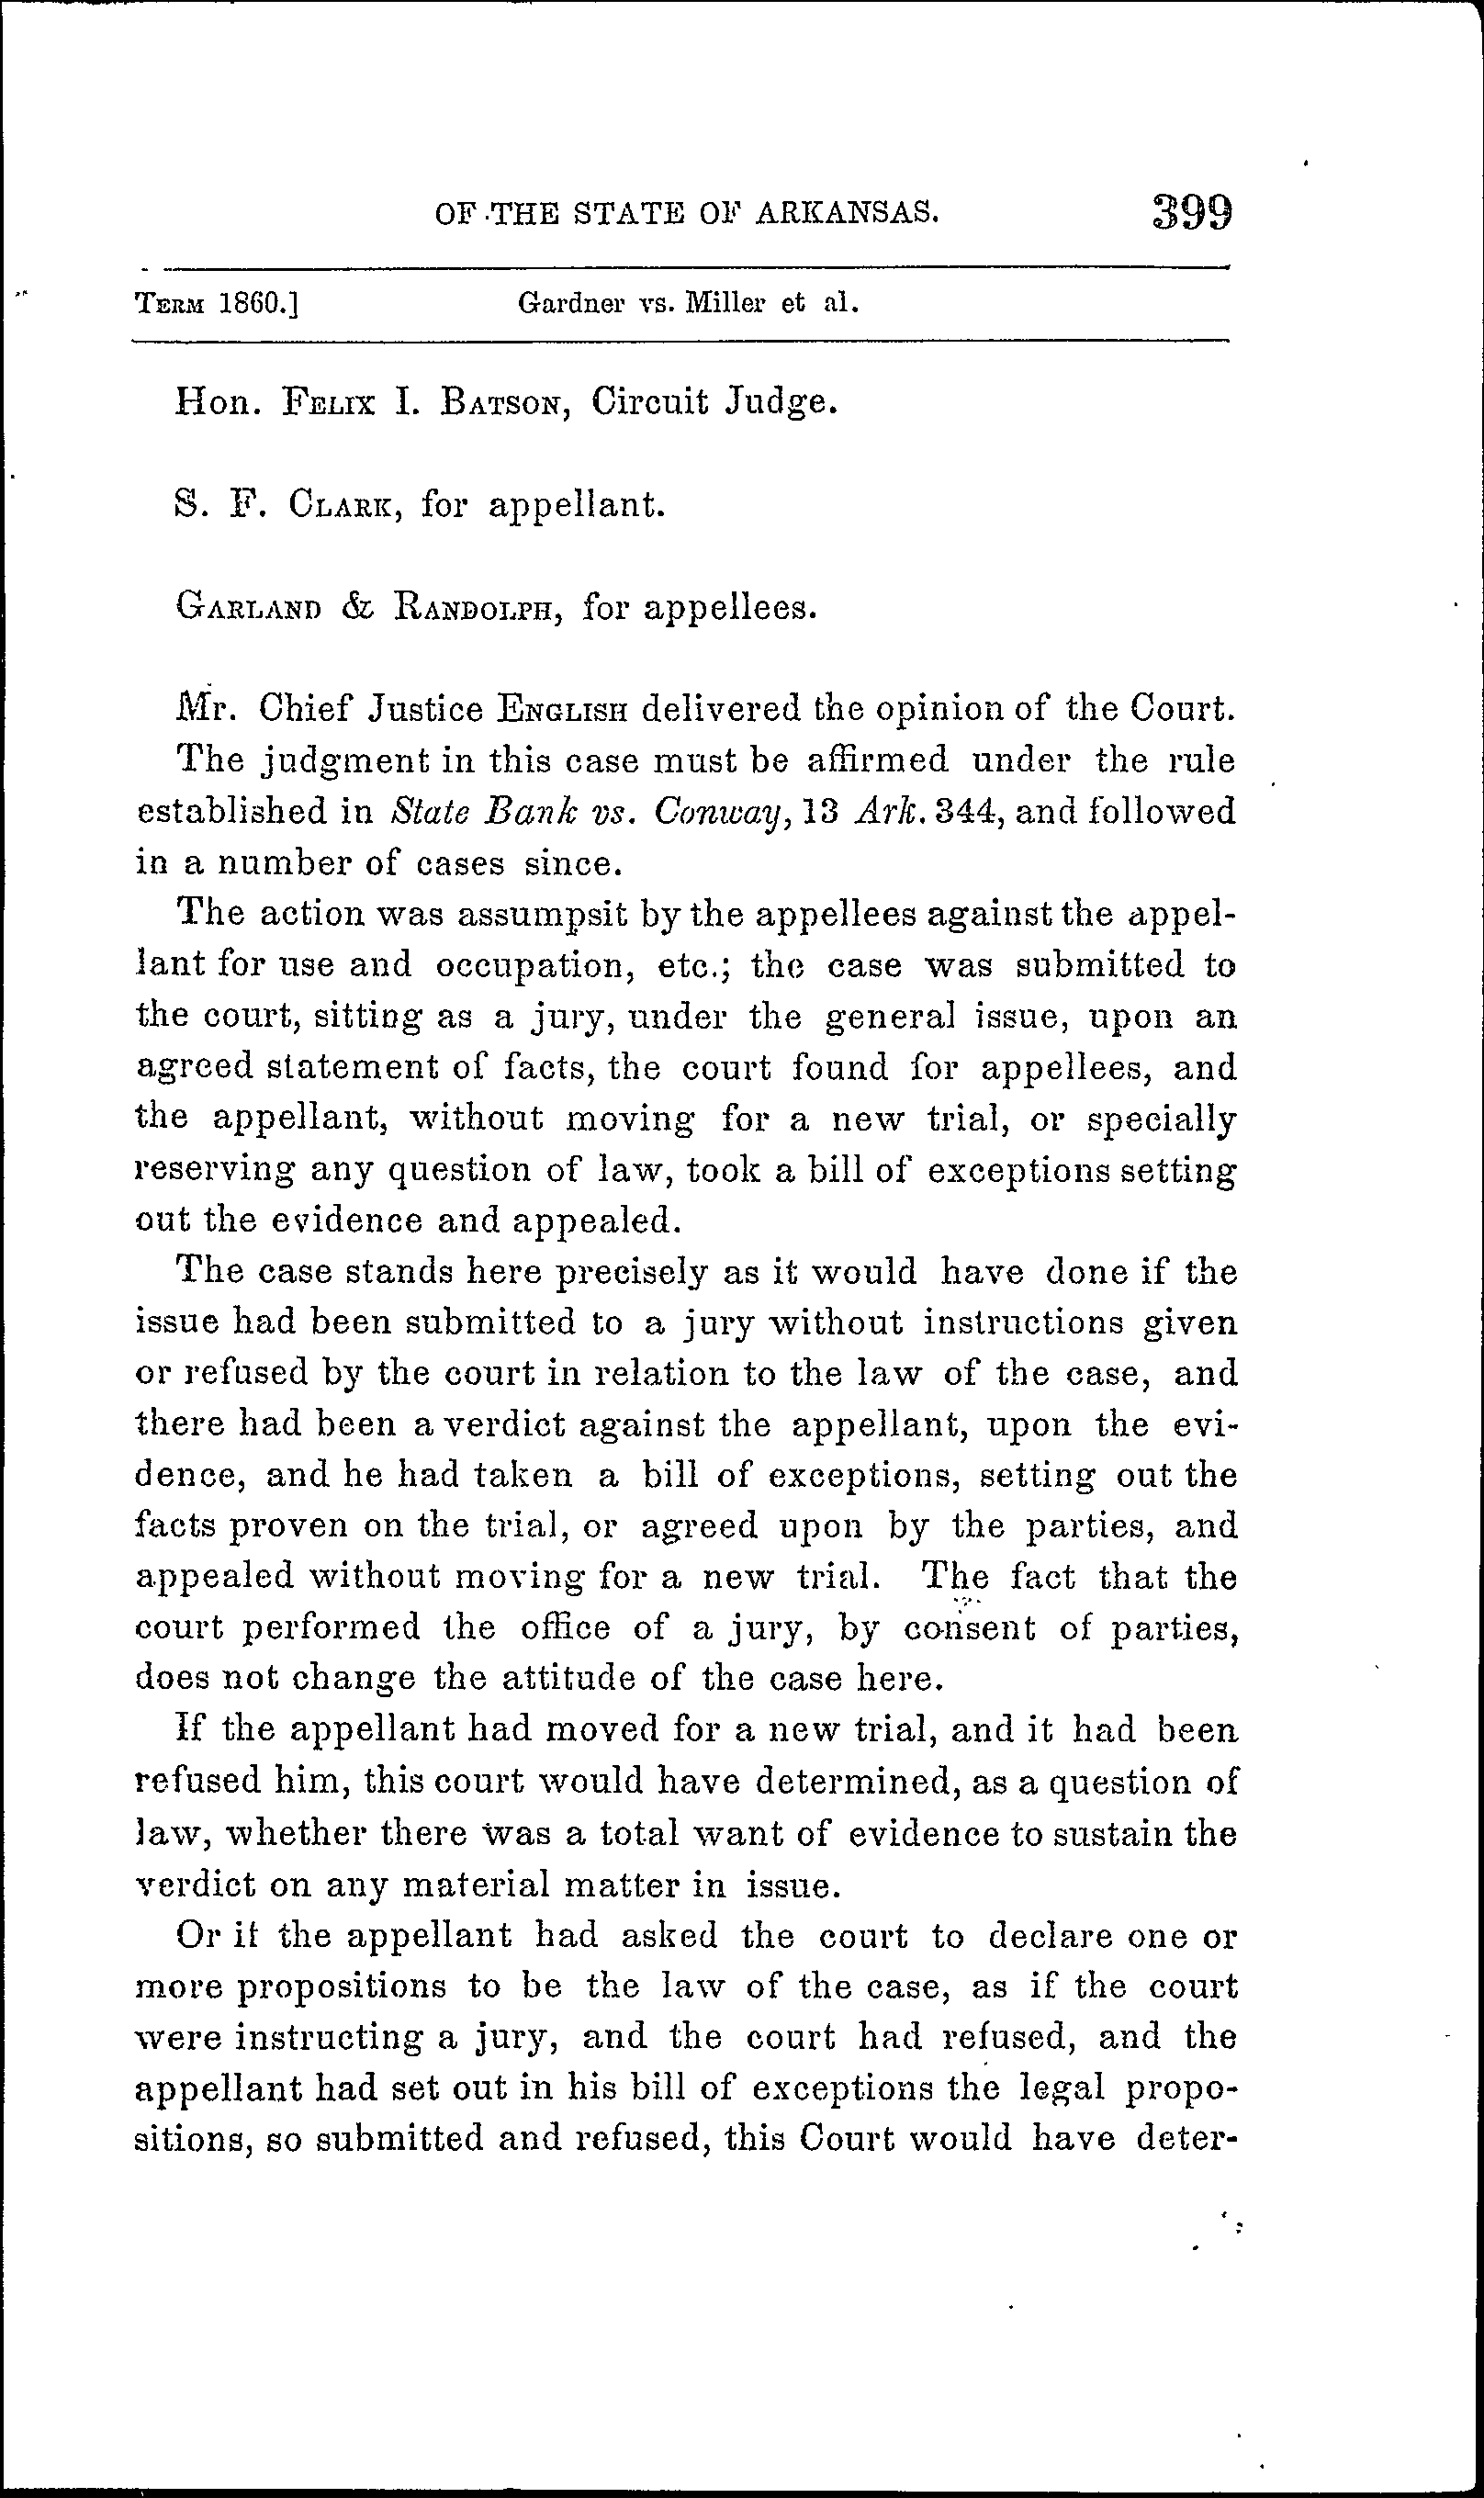 OF THE STATE OF ARKANSAS. 399
TERM 1860.] Gardner vs. Miller et al.
Hon. FELIX I. BATSON, Circuit Judge.
S. F. CLARK, for appellant.
GARLAND & RANDOLPH, for appellees.
Mr. Chief Justice ENGLISH delivered the opinion of the Court.
The judgment in this case must be affirmed under the rule
established in State Bank vs. Conway, 13 Ark. 344, and followed
in a number of cases since.
The action was assumpsit by the appellees against the appel-
lant for use and occupation, etc.; the case was submitted to
the court, sitting as a jury, under the general issue, upon an
agreed statement of facts, the court found for appellees, and
the appellant, without moving for a new trial, or specially
reserving any question of law, took a bill of exceptions setting
out the evidence and appealed.
The case stands here precisely as it would have done if the
issue had been submitted to a jury without instructions given
or refused by the court in relation to the law of the case, and
there had been a verdict against the appellant, upon the evi-
dence, and he had taken a bill of exceptions, setting out the
facts proven on the trial, or agreed upon by the parties, and
appealed without moving for a new trial. The fact that the
court performed the office of a jury, by consent of parties,
does not change the attitude of the case here.
If the appellant had moved for a new trial, and it had been
refused him, this court would have determined, as a question of
law, whether there was a total want of evidence to sustain the
verdict on any material matter in issue.
Or if the appellant had asked the court to declare one or
more propositions to be the law of the case, as if the court
were instructing a jury, and the court had refused, and the
appellant had set out in his bill of exceptions the legal propo-
sitions, so submitted and refused, this Court would have deter-